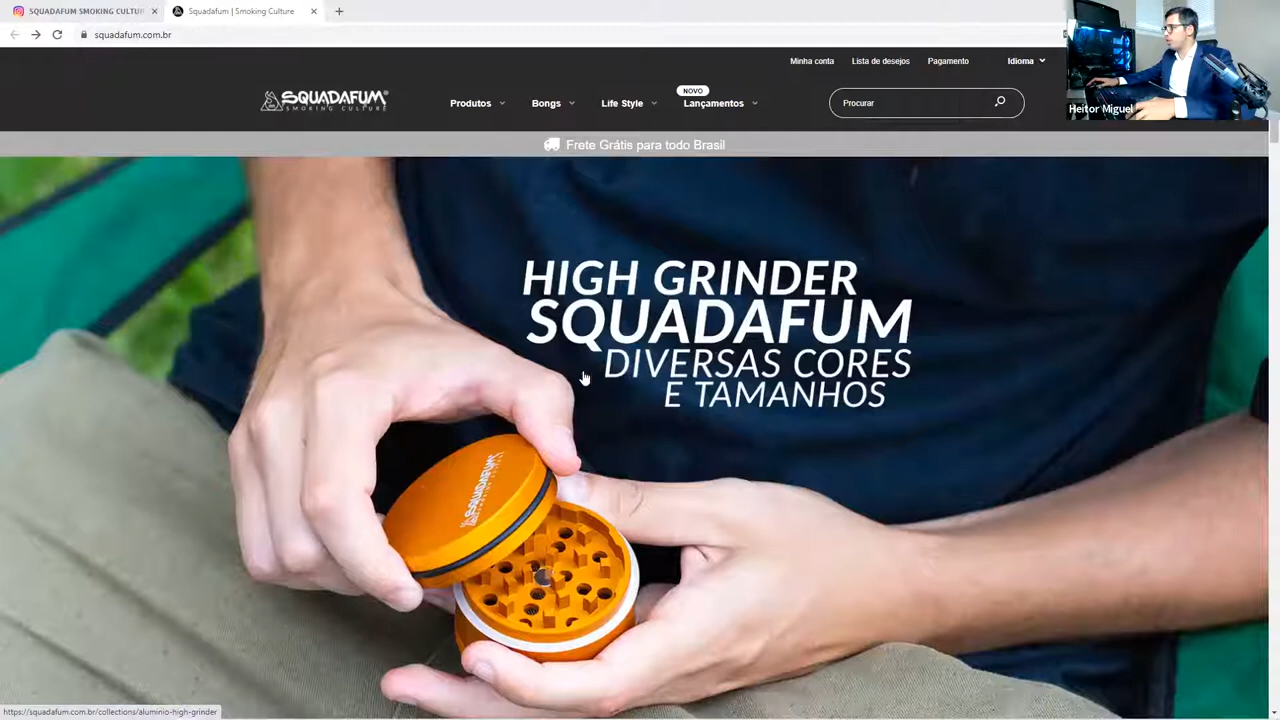 SQUADAFUM SMOKING CULTUR
Squadafum | Smoking Culture
squadafum.com.br
Minha conta
Lista de desejos
Pagamento
Idioma
SQUADAFUM®
SMOKING CULTURE
Produtos
Bongs
Life Style
NOVO
Lançamentos
Procurar
Heitor Miguel
Frete Grátis para todo Brasil
HIGH GRINDER
SQUADAFUM
DIVERSAS CORES
E TAMANHOS
SQUADAFUM
https://squadafum.com.br/collections/aluminio-high-grinder